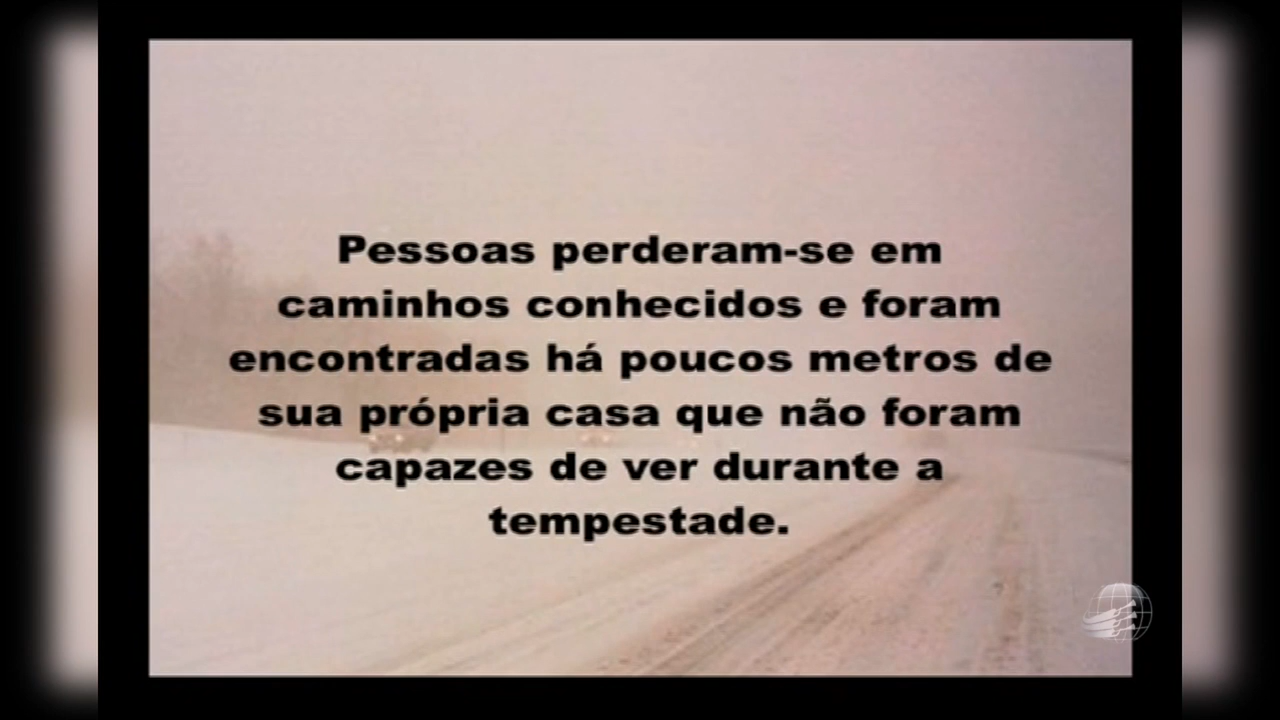 Pessoas perderam-se em
caminhos conhecidos e foram
encontradas há poucos metros de
sua própria casa que não foram
capazes de ver durante a
tempestade.